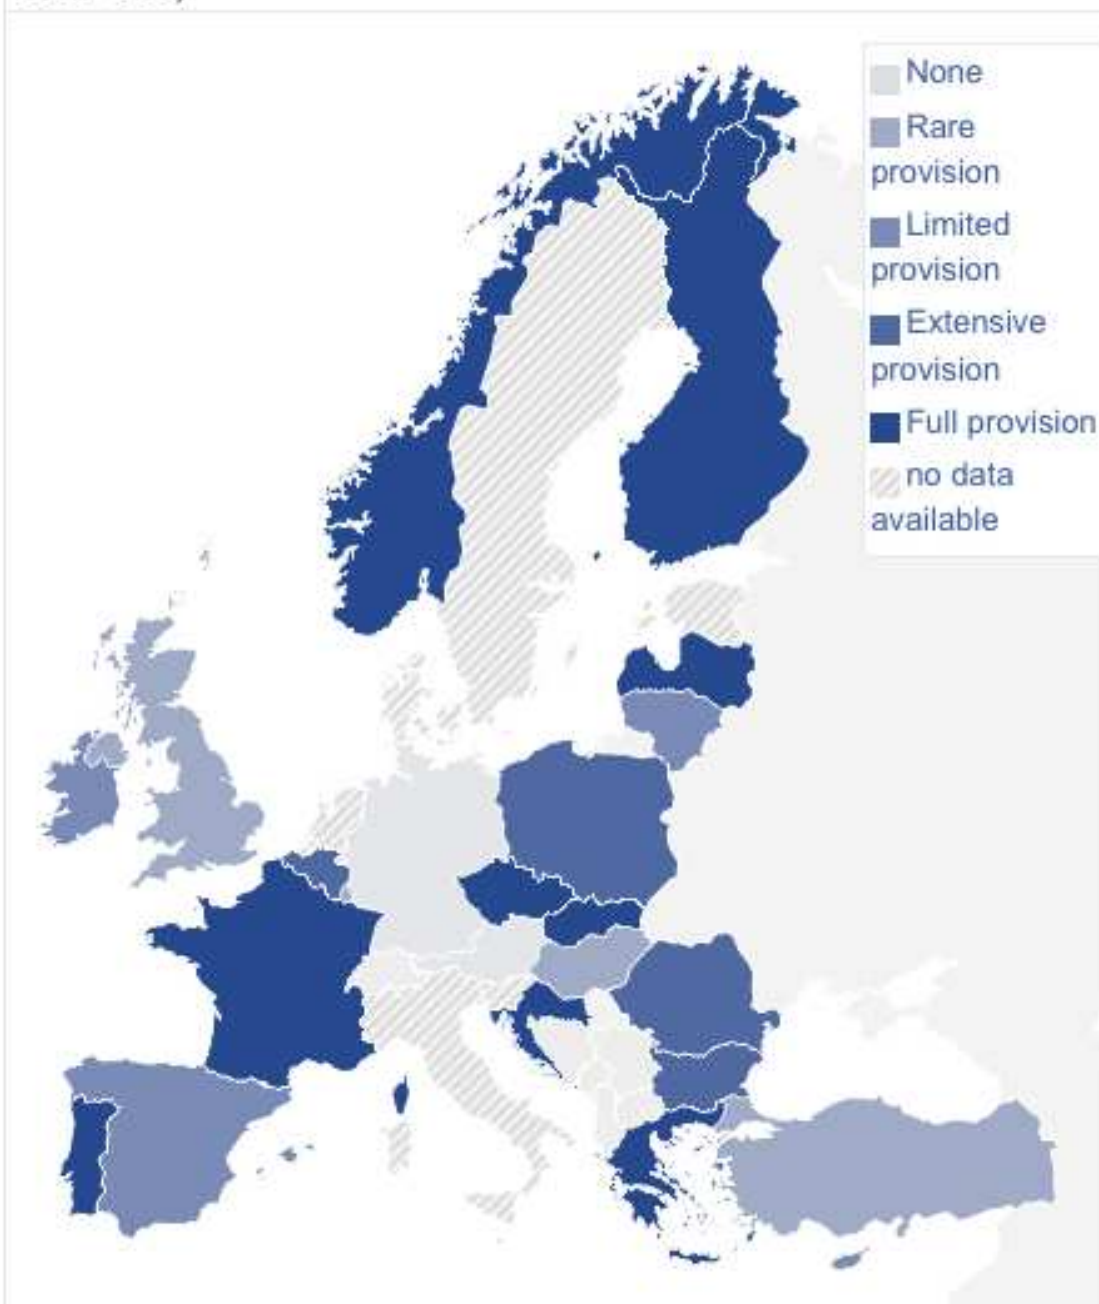 None
Rare
provision
Limited
provision
Extensive
provision
Full provision
no data
available